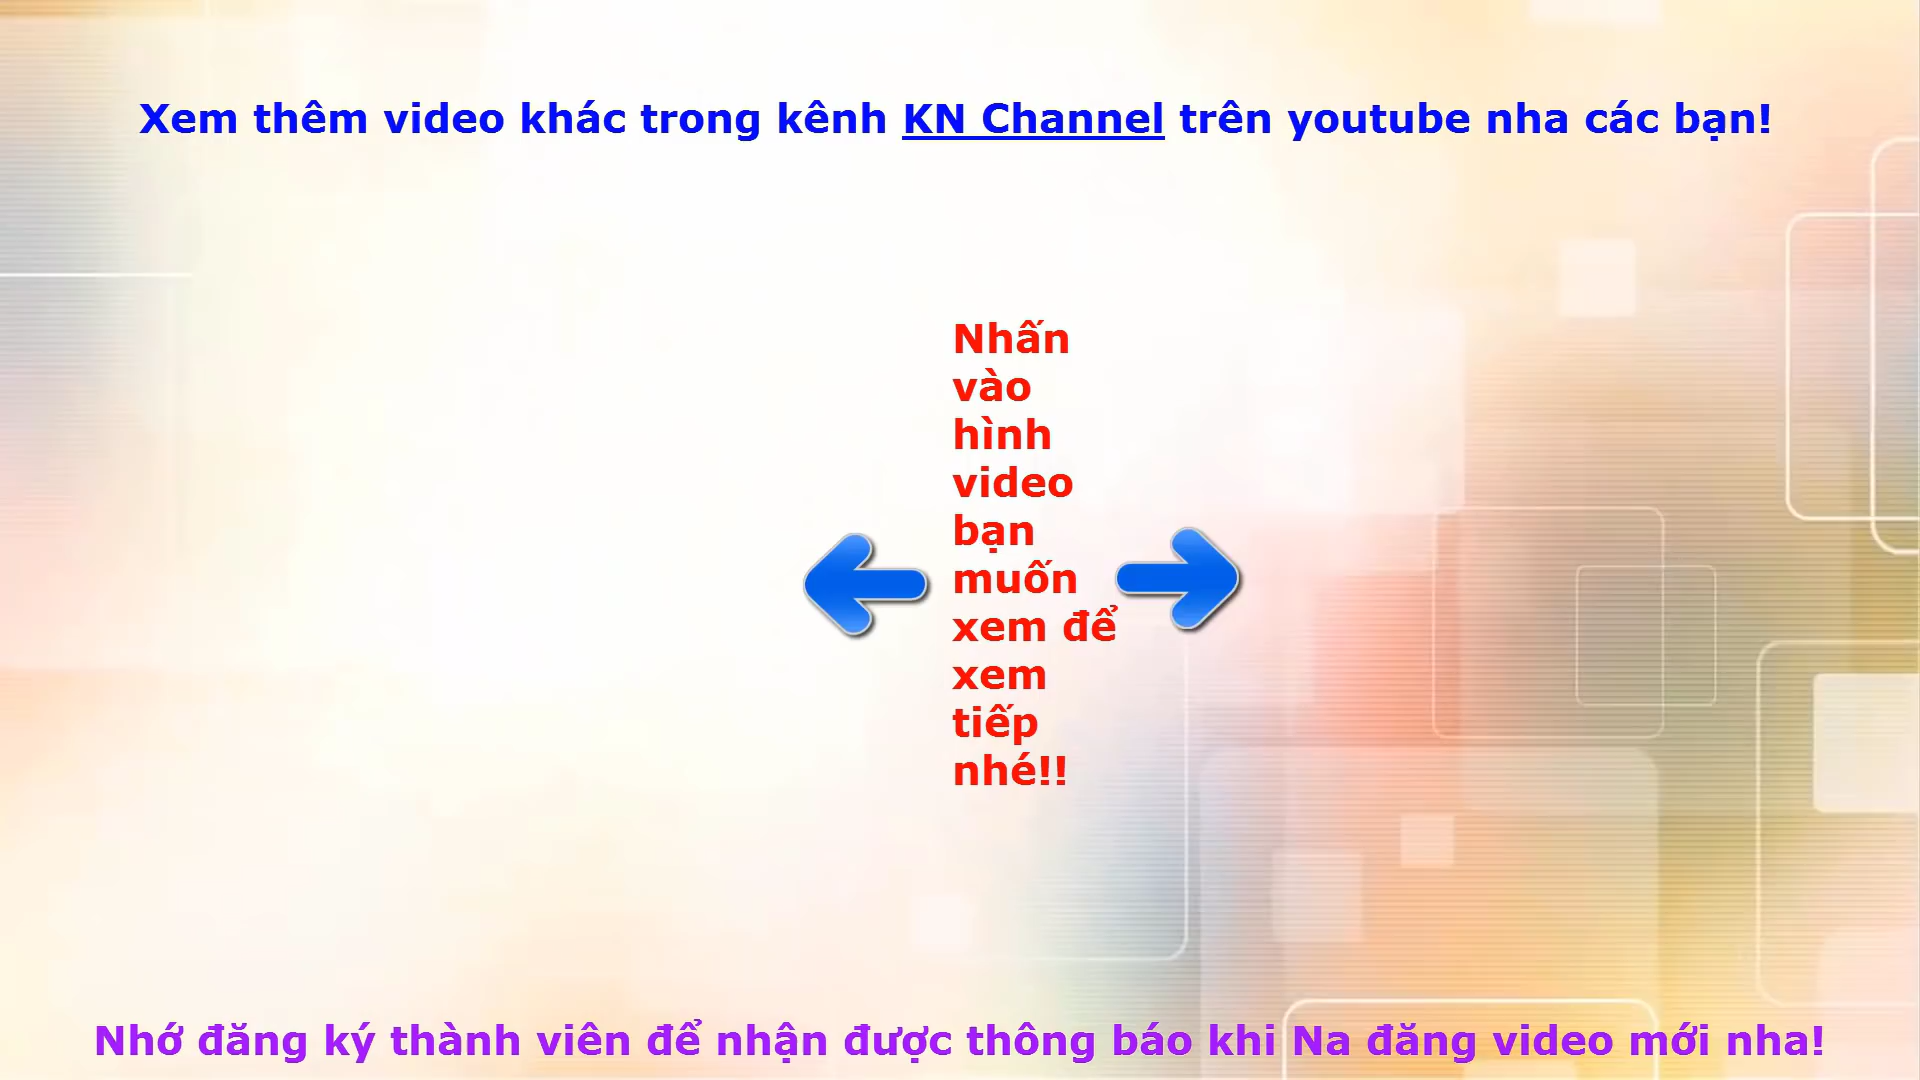 Xem thêm video khác trong kênh KN Channel trên youtube nha các bạn!
Nhấn
vào
hình
video
bạn
muốn
xem để
xem
tiếp
nhé!!
Nhớ đăng ký thành viên để nhận được thông báo khi Na đăng video mới nha!